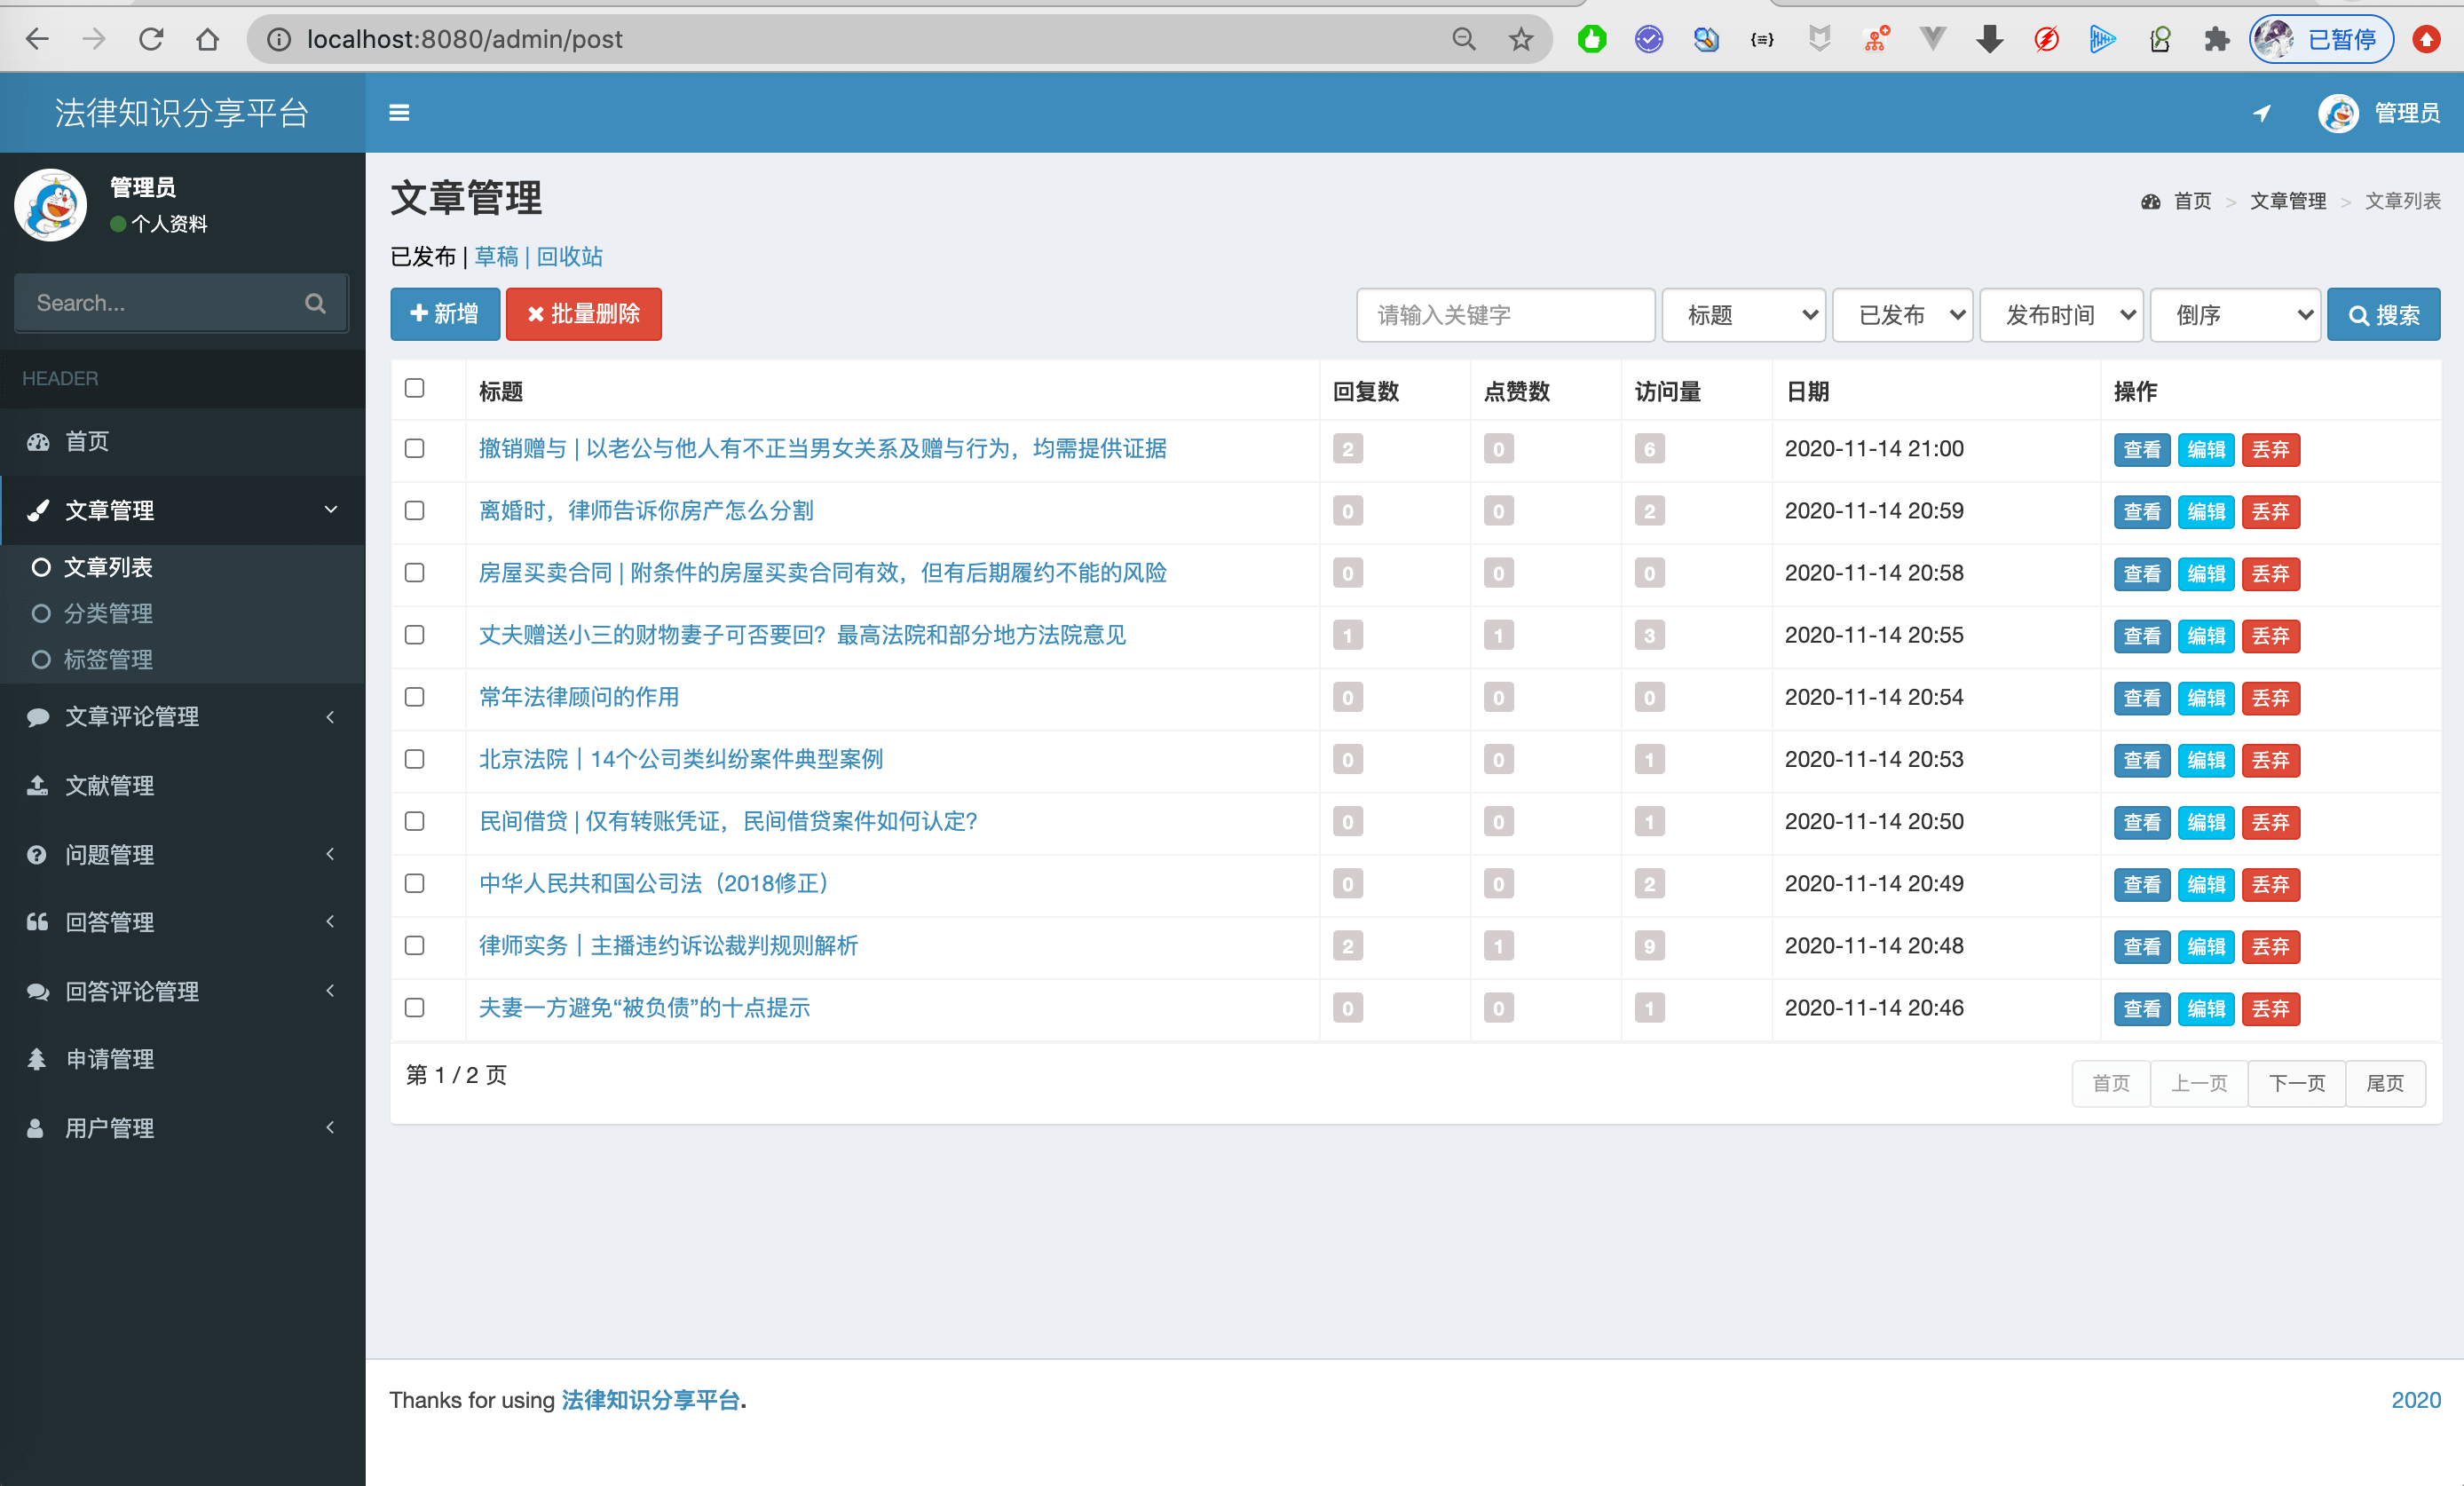 localhost:8080/admin/post
已暂停
法律知识分享平台
管理员
管理员
个人资料
Search...
HEADER
首页
文章管理
文章列表
分类管理
标签管理
文章评论管理
文献管理
问题管理
回答管理
回答评论管理
申请管理
用户管理
文章管理
首页 > 文章管理 > 文章列表
已发布 | 草稿 | 回收站
新增 批量删除 请输入关键字 标题 已发布 发布时间 倒序 搜索
标题 回复数 点赞数 访问量 日期 操作
撤销赠与 | 以老公与他人有不正当男女关系及赠与行为，均需提供证据 2 0 6 2020-11-14 21:00 查看 编辑 丢弃
离婚时，律师告诉你房产怎么分割 0 0 2 2020-11-14 20:59 查看 编辑 丢弃
房屋买卖合同 | 附条件的房屋买卖合同有效，但有后期履约不能的风险 0 0 0 2020-11-14 20:58 查看 编辑 丢弃
丈夫赠送小三的财物妻子可否要回？最高法院和部分地方法院意见 1 1 3 2020-11-14 20:55 查看 编辑 丢弃
常年法律顾问的作用 0 0 0 2020-11-14 20:54 查看 编辑 丢弃
北京法院｜14个公司类纠纷案件典型案例 0 0 1 2020-11-14 20:53 查看 编辑 丢弃
民间借贷 | 仅有转账凭证，民间借贷案件如何认定? 0 0 1 2020-11-14 20:50 查看 编辑 丢弃
中华人民共和国公司法（2018修正） 0 0 2 2020-11-14 20:49 查看 编辑 丢弃
律师实务｜主播违约诉讼裁判规则解析 2 1 9 2020-11-14 20:48 查看 编辑 丢弃
夫妻一方避免“被负债”的十点提示 0 0 1 2020-11-14 20:46 查看 编辑 丢弃
第 1 / 2 页 首页 上一页 下一页 尾页
Thanks for using 法律知识分享平台. 2020